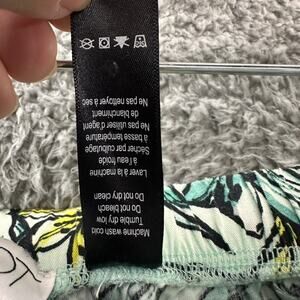 Machine wash cold
Tumble dry low
Do not bleach
Do not dry clean
Laver à la machine
à l'eau froide
Sécher par culbutage
à basse température
Ne pas utiliser d'agent
de blanchiment
Ne pas nettoyer à sec